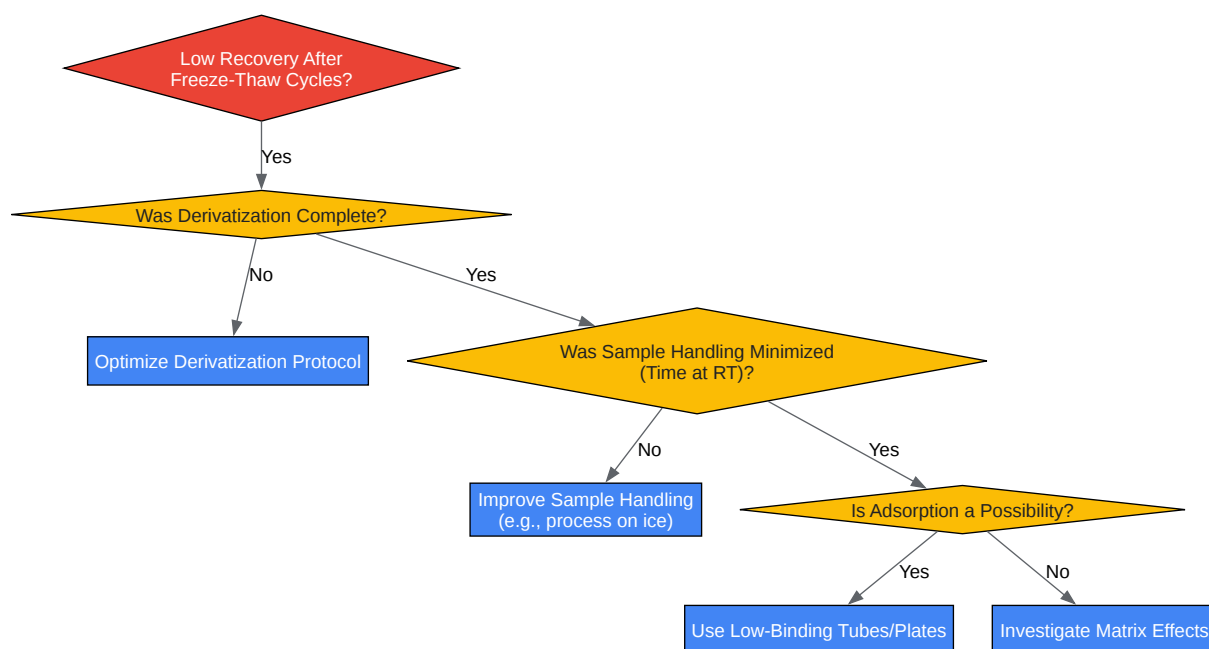 Low Recovery After
Freeze-Thaw Cycles?
Yes
Was Derivatization Complete?
No
Yes
Optimize Derivatization Protocol
Was Sample Handling Minimized
(Time at RT)?
No
Yes
Improve Sample Handling
(e.g., process on ice)
Is Adsorption a Possibility?
Yes
No
Use Low-Binding Tubes/Plates
Investigate Matrix Effects